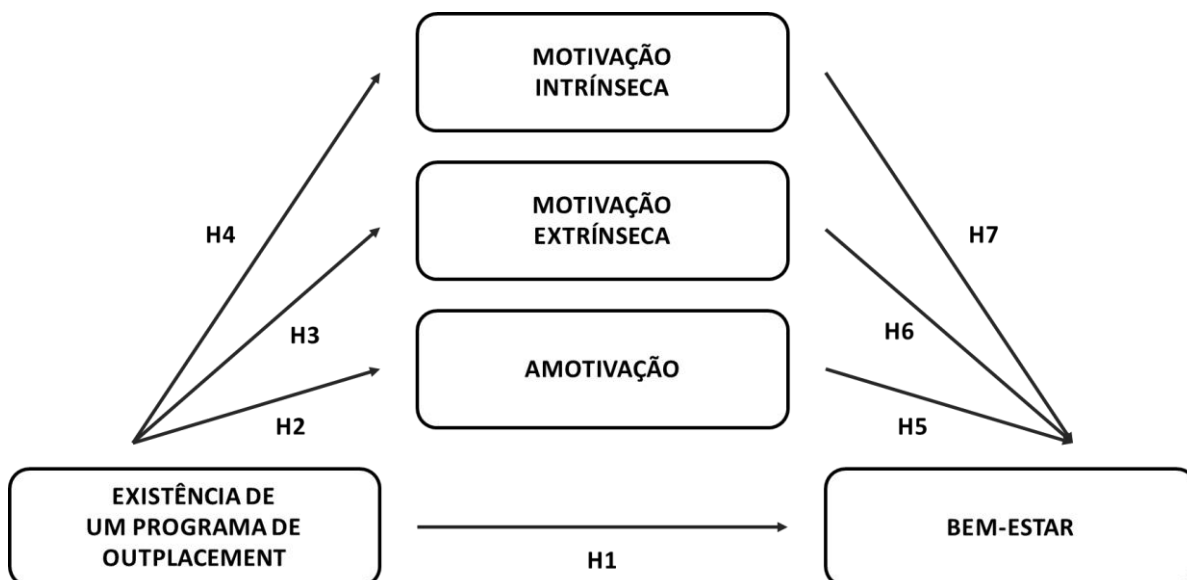 MOTIVAÇÃO
INTRÍNSECA
MOTIVAÇÃO
EXTRÍNSECA
H4
H7
H3
H6
AMOTIVAÇÃO
H2
H5
EXISTÊNCIA DE
UM PROGRAMA DE
OUTPLACEMENT
BEM-ESTAR
H1